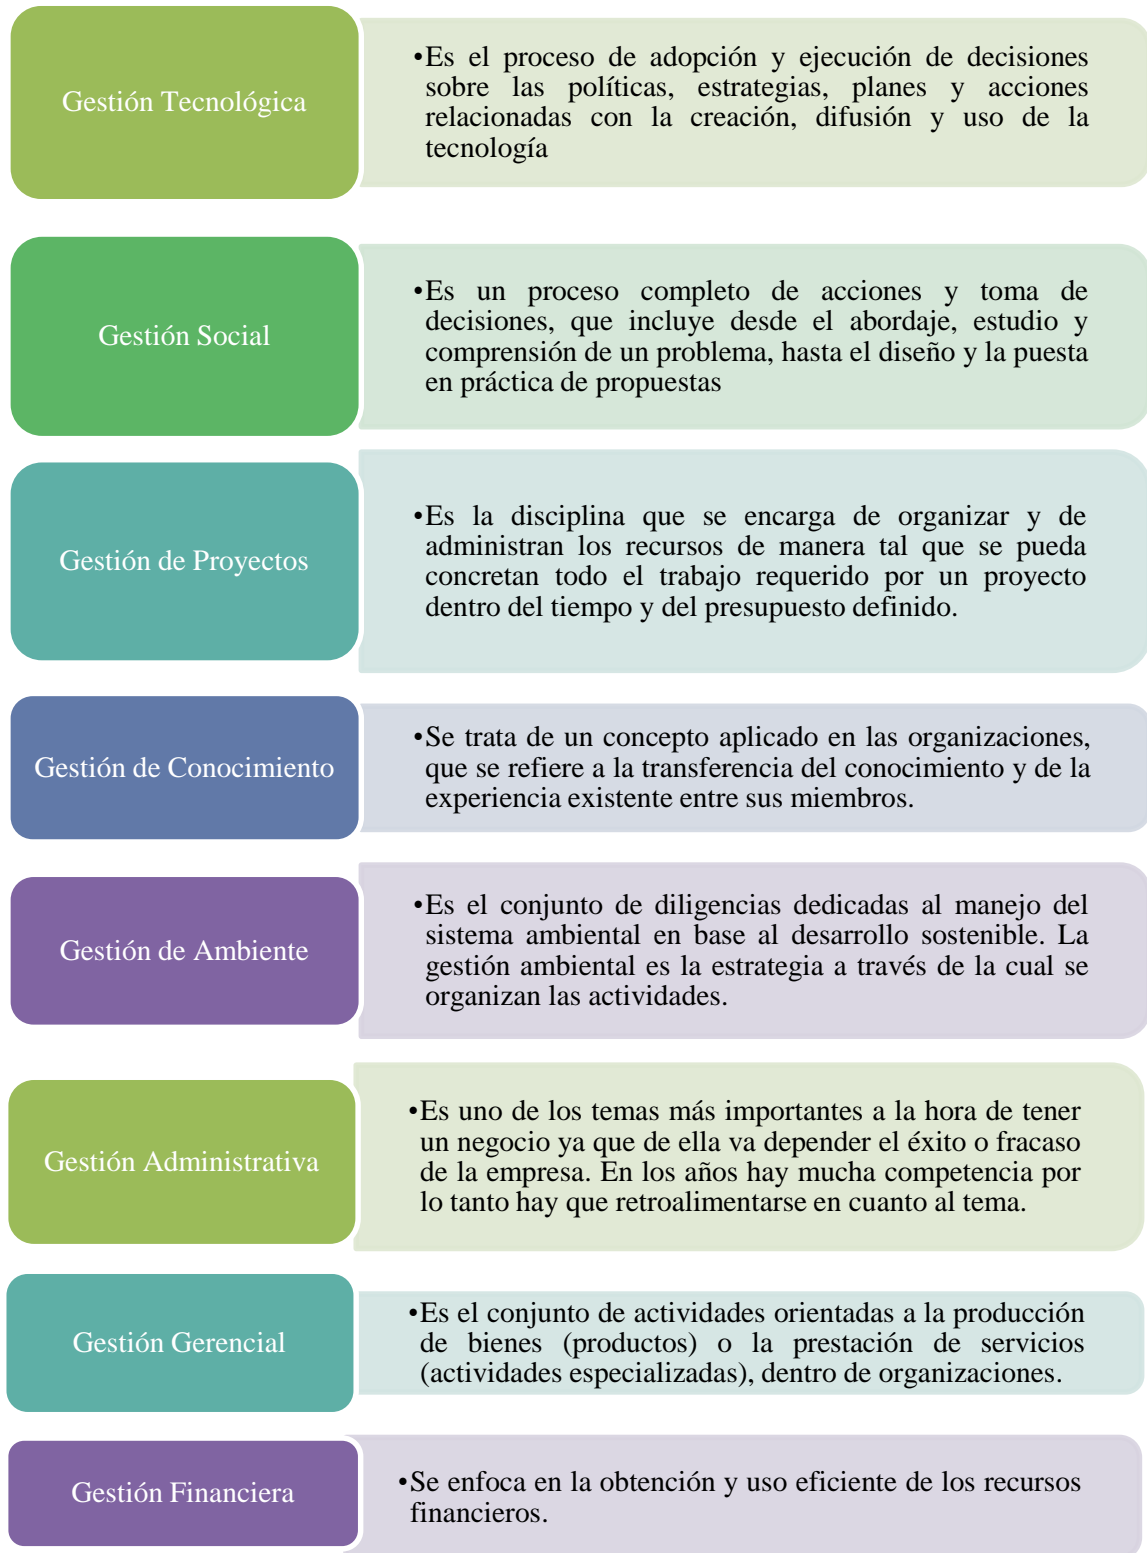 Gestión Tecnológica
•Es el proceso de adopción y ejecución de decisiones
sobre las políticas, estrategias, planes y acciones
relacionadas con la creación, difusión y uso de la
tecnología
Gestión Social
•Es un proceso completo de acciones y toma de
decisiones, que incluye desde el abordaje, estudio y
comprensión de un problema, hasta el diseño y la puesta
en práctica de propuestas
Gestión de Proyectos
•Es la disciplina que se encarga de organizar y de
administran los recursos de manera tal que se pueda
concretan todo el trabajo requerido por un proyecto
dentro del tiempo y del presupuesto definido.
Gestión de Conocimiento
•Se trata de un concepto aplicado en las organizaciones,
que se refiere a la transferencia del conocimiento y de la
experiencia existente entre sus miembros.
Gestión de Ambiente
•Es el conjunto de diligencias dedicadas al manejo del
sistema ambiental en base al desarrollo sostenible. La
gestión ambiental es la estrategia a través de la cual se
organizan las actividades.
Gestión Administrativa
•Es uno de los temas más importantes a la hora de tener
un negocio ya que de ella va depender el éxito o fracaso
de la empresa. En los años hay mucha competencia por
lo tanto hay que retroalimentarse en cuanto al tema.
Gestión Gerencial
•Es el conjunto de actividades orientadas a la producción
de bienes (productos) o la prestación de servicios
(actividades especializadas), dentro de organizaciones.
Gestión Financiera
•Se enfoca en la obtención y uso eficiente de los recursos
financieros.